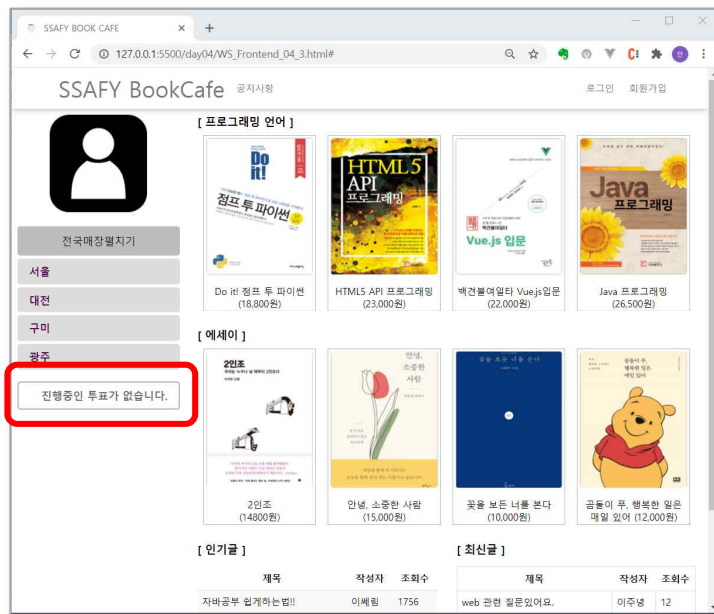 SSAFY BOOK CAFE
127.0.0.1:5500/day04/WS_Frontend_04_3.html#
안
SSAFY BookCafe 공지사항 로그인 회원가입
전국매장펼치기
서울
대전
구미
광주
진행중인 투표가 없습니다.
[ 프로그래밍 언어 ]
Do it!
점프 투 파이썬
HTML5 API 프로그래밍
Vue.js 입문
Java 프로그래밍
Do it! 점프 투 파이썬 (18,800원)
HTML5 API 프로그래밍 (23,000원)
백견불여일타 Vue.js입문 (22,000원)
Java 프로그래밍 (26,500원)
[ 에세이 ]
2인조
안녕, 소중한 사람
꽃을 보듯 너를 본다
곰돌이 푸, 행복한 일은 매일 있어
2인조 (14800원)
안녕, 소중한 사람 (15,000원)
꽃을 보든 너를 본다 (10,000원)
곰돌이 푸, 행복한 일은 매일 있어 (12,000원)
[ 인기글 ]
제목 작성자 조회수
자바공부 쉽게하는법!! 이쎄림 1756
[ 최신글 ]
제목 작성자 조회수
web 관련 질문있어요. 이주녕 12